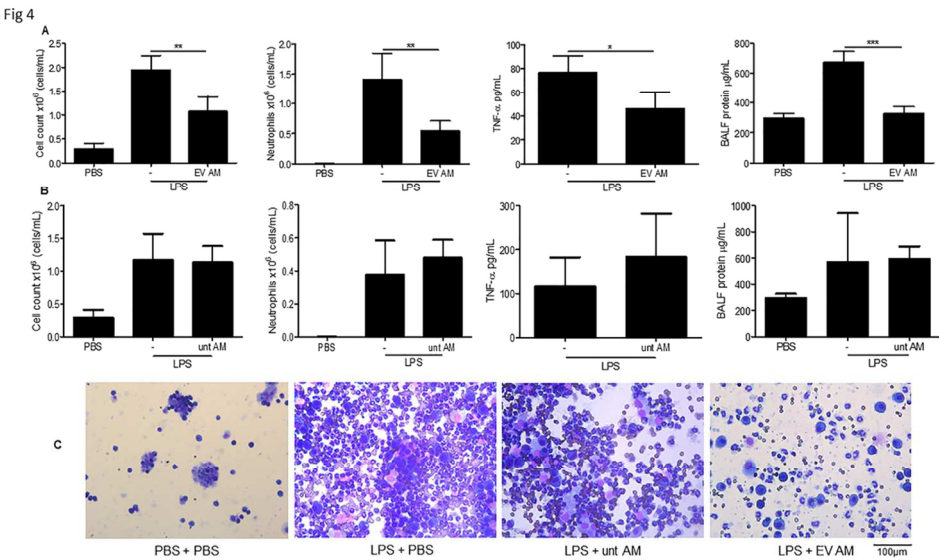 Fig 4
A
Cell count x10⁶ (cells/mL)
2.5
2.0
1.5
1.0
0.5
0.0
**
PBS
-
EV AM
LPS
Neutrophils x10⁶ (cells/mL)
2.0
1.5
1.0
0.5
0.0
**
PBS
-
EV AM
LPS
TNF-α pg/mL
100
80
60
40
20
0
*
-
EV AM
LPS
BALF protein µg/mL
800
600
400
200
0
***
PBS
-
EV AM
LPS
B
Cell count x10⁶ (cells/mL)
2.0
1.5
1.0
0.5
0.0
PBS
-
unt AM
LPS
Neutrophils x10⁶ (cells/mL)
0.8
0.6
0.4
0.2
0.0
PBS
-
unt AM
LPS
TNF-α pg/mL
300
200
100
0
-
unt AM
LPS
BALF protein µg/mL
1000
800
600
400
200
0
PBS
-
unt AM
LPS
C
PBS + PBS
LPS + PBS
LPS + unt AM
LPS + EV AM
100µm